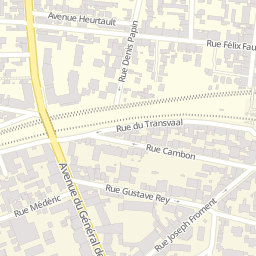 Avenue Heurtault
Rue Félix Fau
Rue Denis Papin
Rue du Transvaal
Rue Cambon
Avenue du Général de
Rue Gustave Rey
Rue Médéric
Rue Joseph Froment